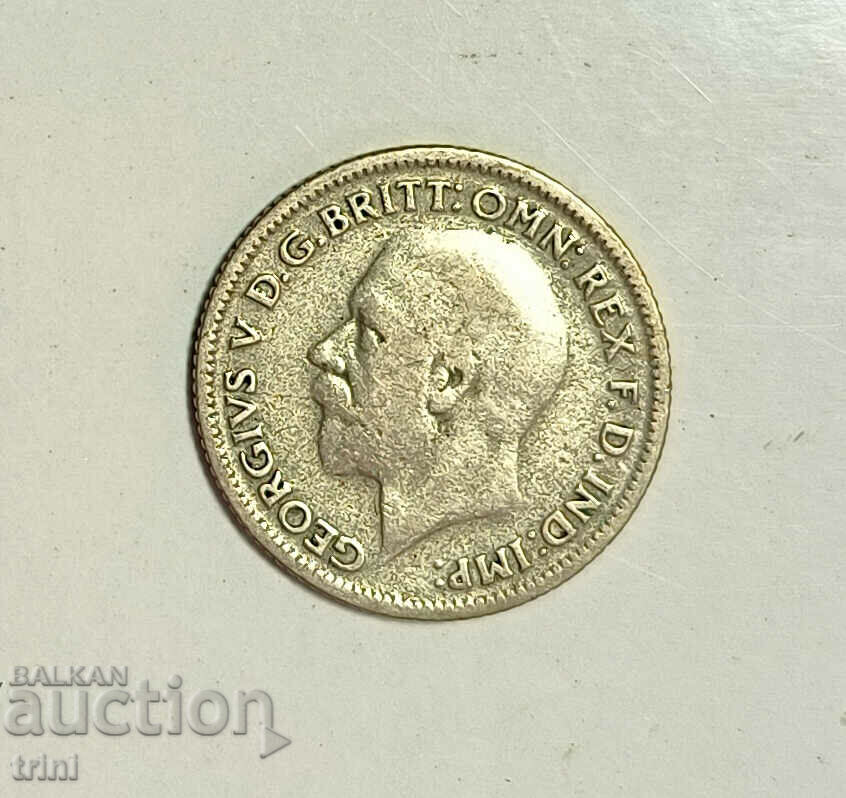 GEORGIVS V D.G.BRITT:OMN:REX F.D.IND:IMP:
BALKAN
auction
trini